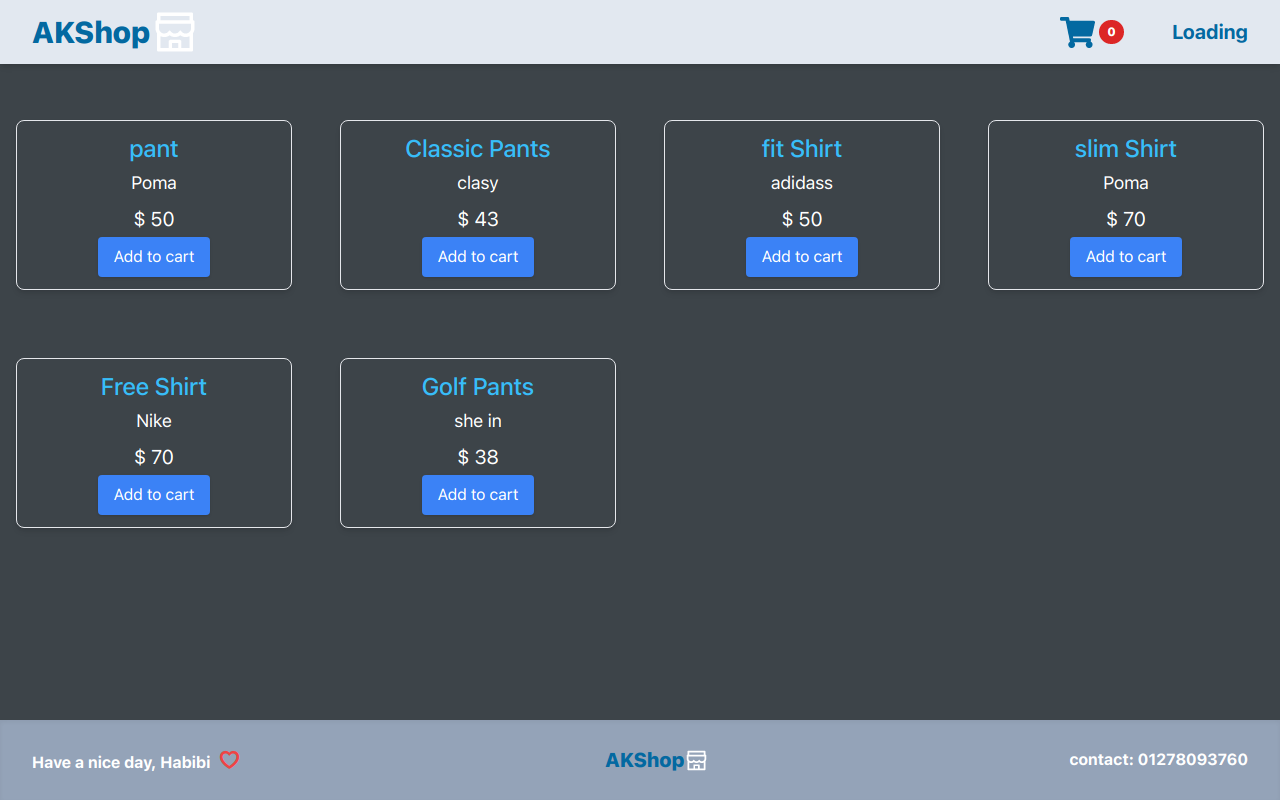 AKShop
0
Loading
pant
Poma
$ 50
Add to cart
Classic Pants
clasy
$ 43
Add to cart
fit Shirt
adidass
$ 50
Add to cart
slim Shirt
Poma
$ 70
Add to cart
Free Shirt
Nike
$ 70
Add to cart
Golf Pants
she in
$ 38
Add to cart
Have a nice day, Habibi
AKShop
contact: 01278093760